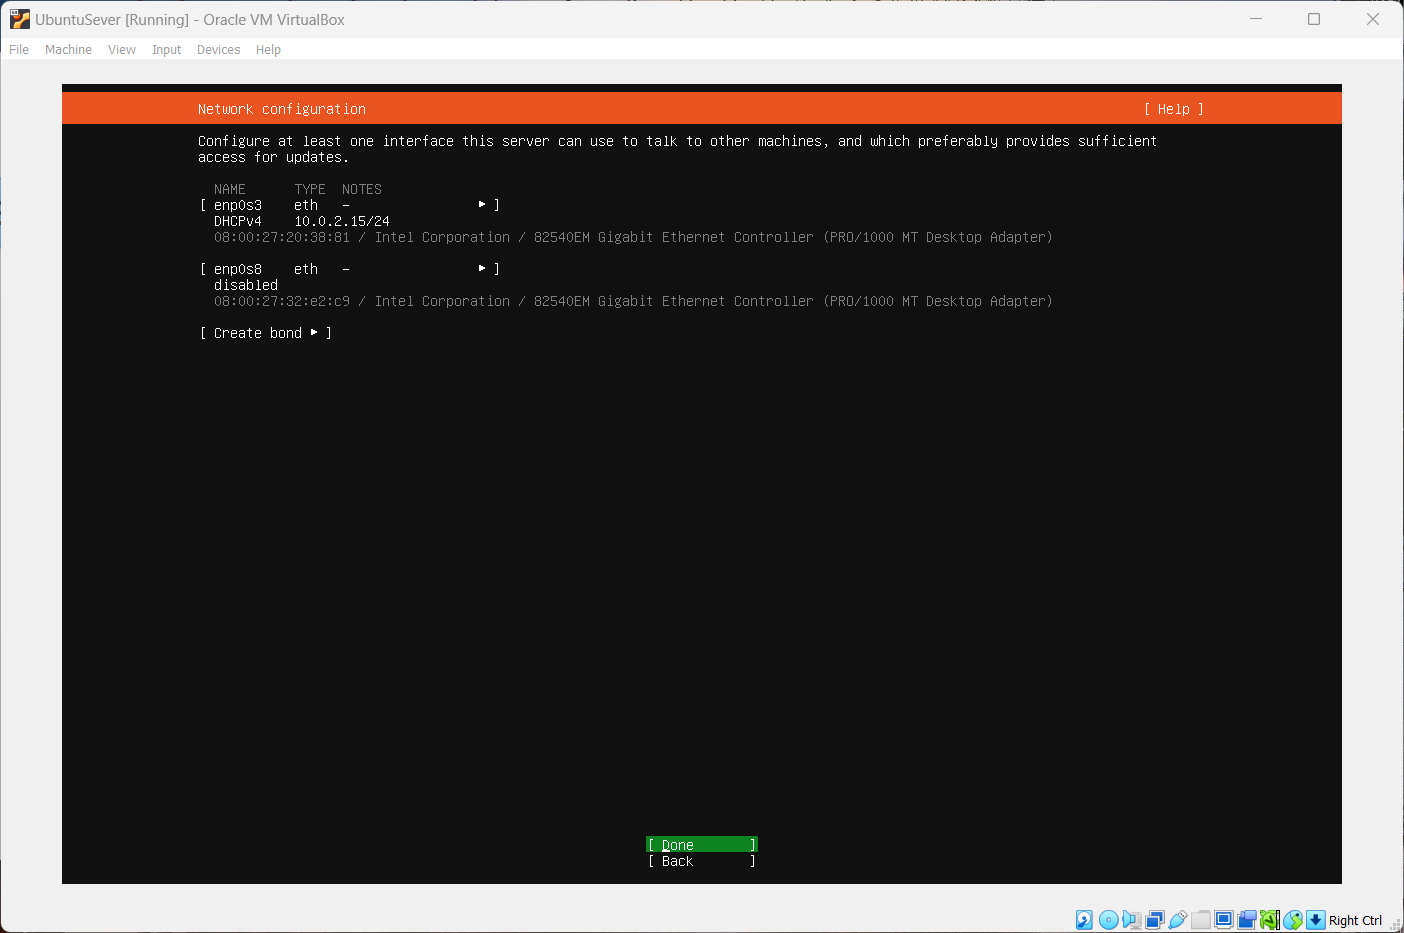 UbuntuSever [Running] - Oracle VM VirtualBox
File Machine View Input Devices Help
Network configuration [ Help ]
Configure at least one interface this server can use to talk to other machines, and which preferably provides sufficient
access for updates.
NAME TYPE NOTES
[ enp0s3 eth – ▸ ]
DHCPv4 10.0.2.15/24
08:00:27:20:38:81 / Intel Corporation / 82540EM Gigabit Ethernet Controller (PRO/1000 MT Desktop Adapter)
[ enp0s8 eth – ▸ ]
disabled
08:00:27:32:e2:c9 / Intel Corporation / 82540EM Gigabit Ethernet Controller (PRO/1000 MT Desktop Adapter)
[ Create bond ▸ ]
[ Done ]
[ Back ]
Right Ctrl